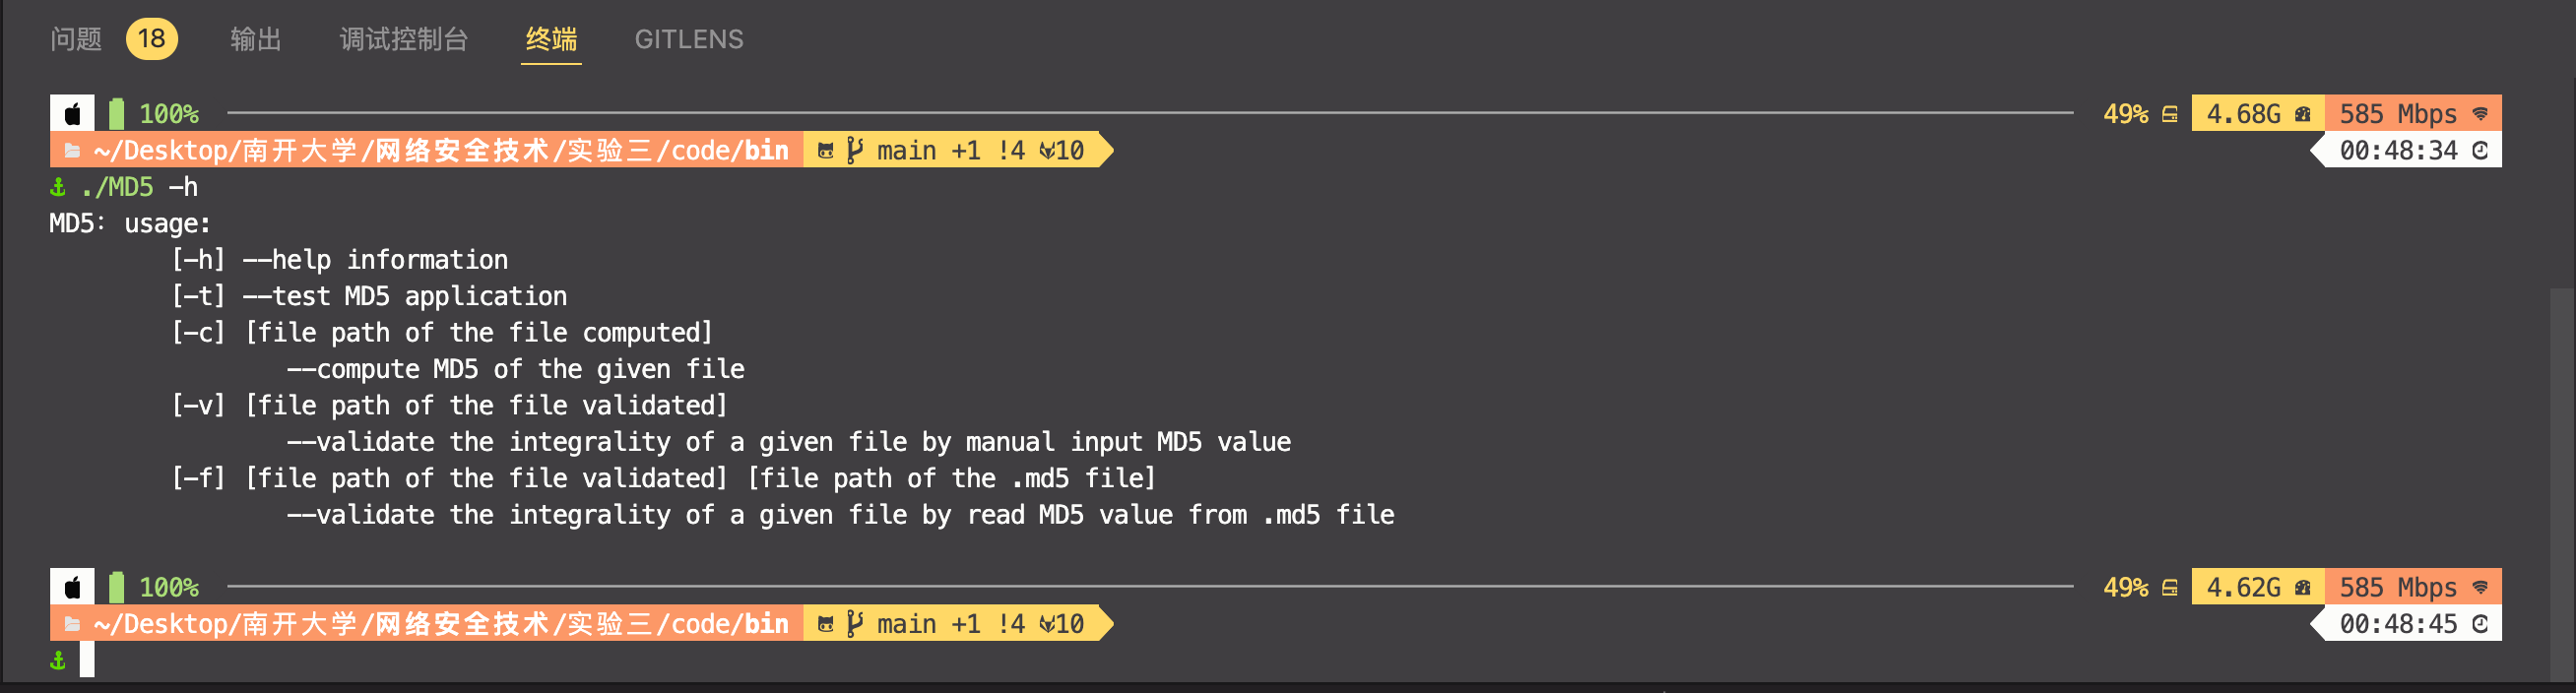 问题 18 输出 调试控制台 终端 GITLENS
100% 49% 4.68G 585 Mbps
~/Desktop/南开大学/网络安全技术/实验三/code/bin main +1 !4 10 00:48:34
./MD5 -h
MD5: usage:
[-h] --help information
[-t] --test MD5 application
[-c] [file path of the file computed]
--compute MD5 of the given file
[-v] [file path of the file validated]
--validate the integrality of a given file by manual input MD5 value
[-f] [file path of the file validated] [file path of the .md5 file]
--validate the integrality of a given file by read MD5 value from .md5 file
100% 49% 4.62G 585 Mbps
~/Desktop/南开大学/网络安全技术/实验三/code/bin main +1 !4 10 00:48:45